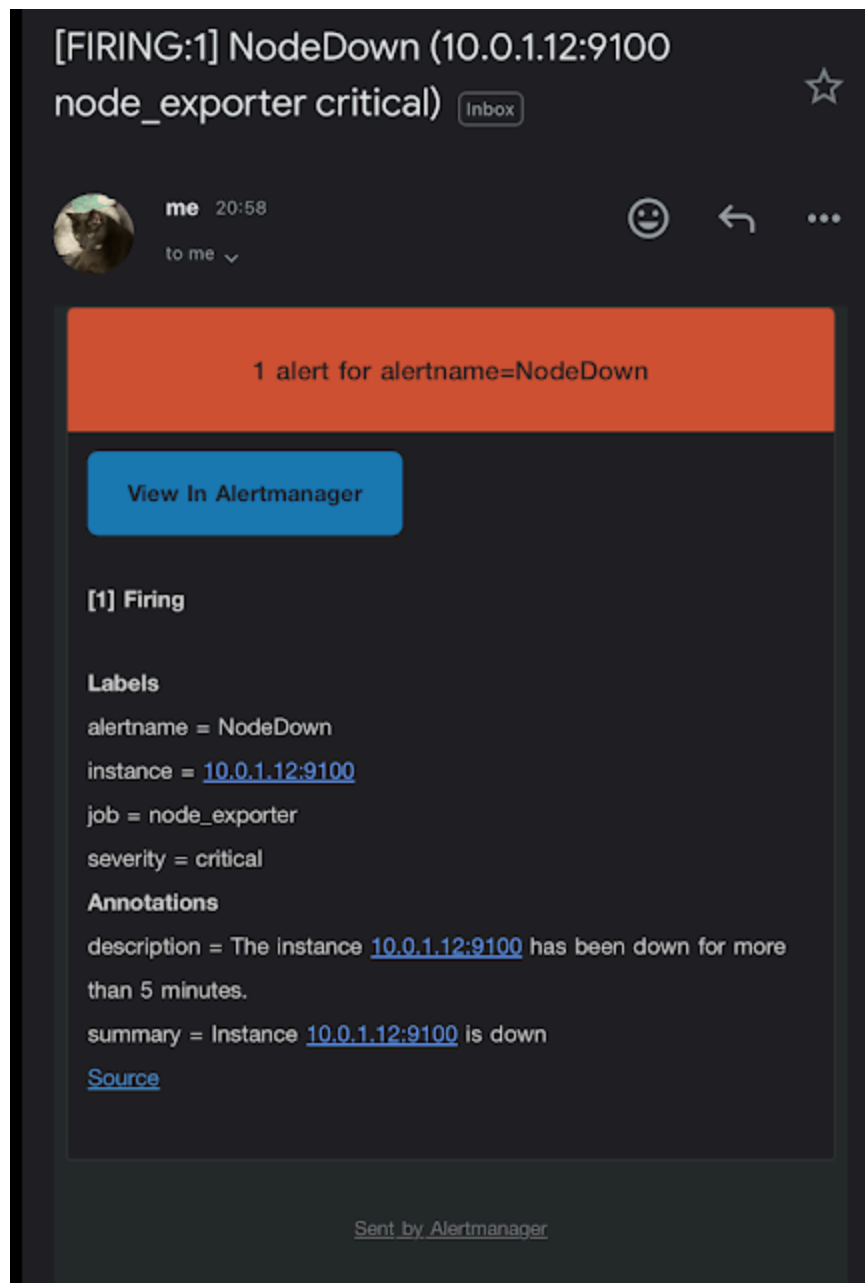 [FIRING:1] NodeDown (10.0.1.12:9100
node_exporter critical) Inbox
me 20:58
to me
1 alert for alertname=NodeDown
View In Alertmanager
[1] Firing
Labels
alertname = NodeDown
instance = 10.0.1.12:9100
job = node_exporter
severity = critical
Annotations
description = The instance 10.0.1.12:9100 has been down for more
than 5 minutes.
summary = Instance 10.0.1.12:9100 is down
Source
Sent by Alertmanager